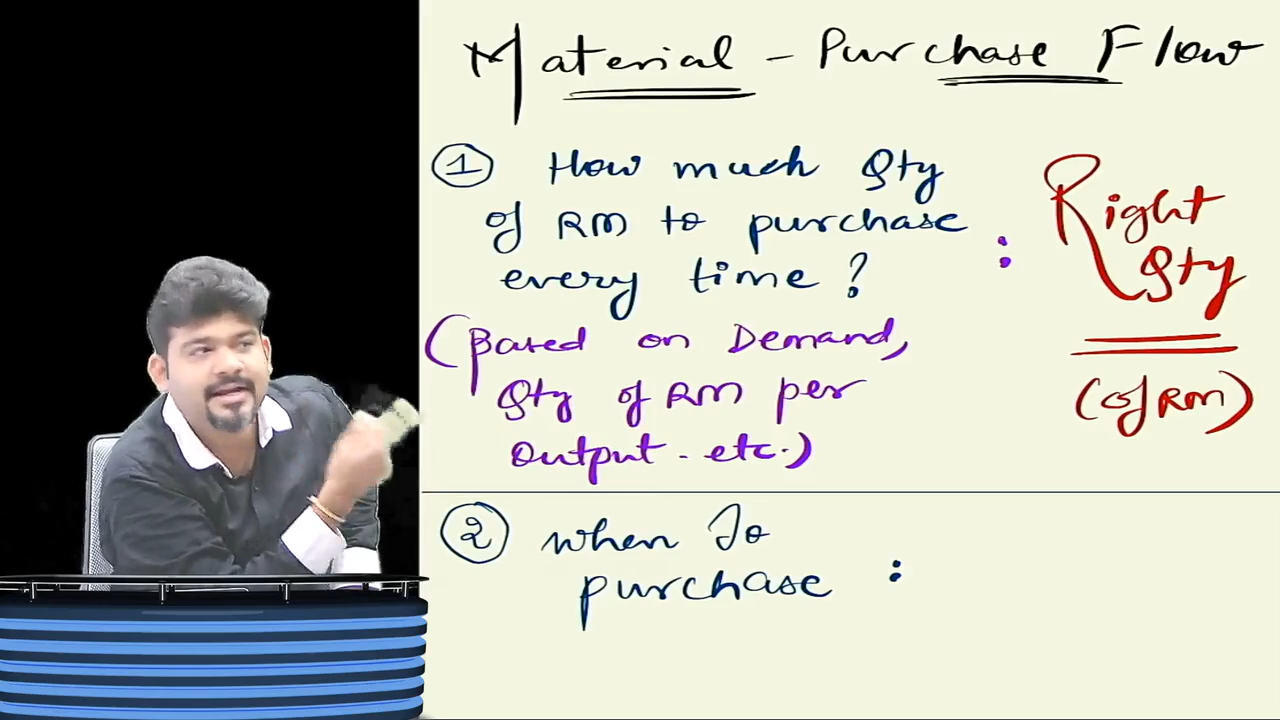 Material - Purchase Flow
① How much Qty
of RM to purchase
every time ?
:
Right
Qty
(of RM)
(Based on Demand,
Qty of RM per
output. etc.)
② when To
purchase :